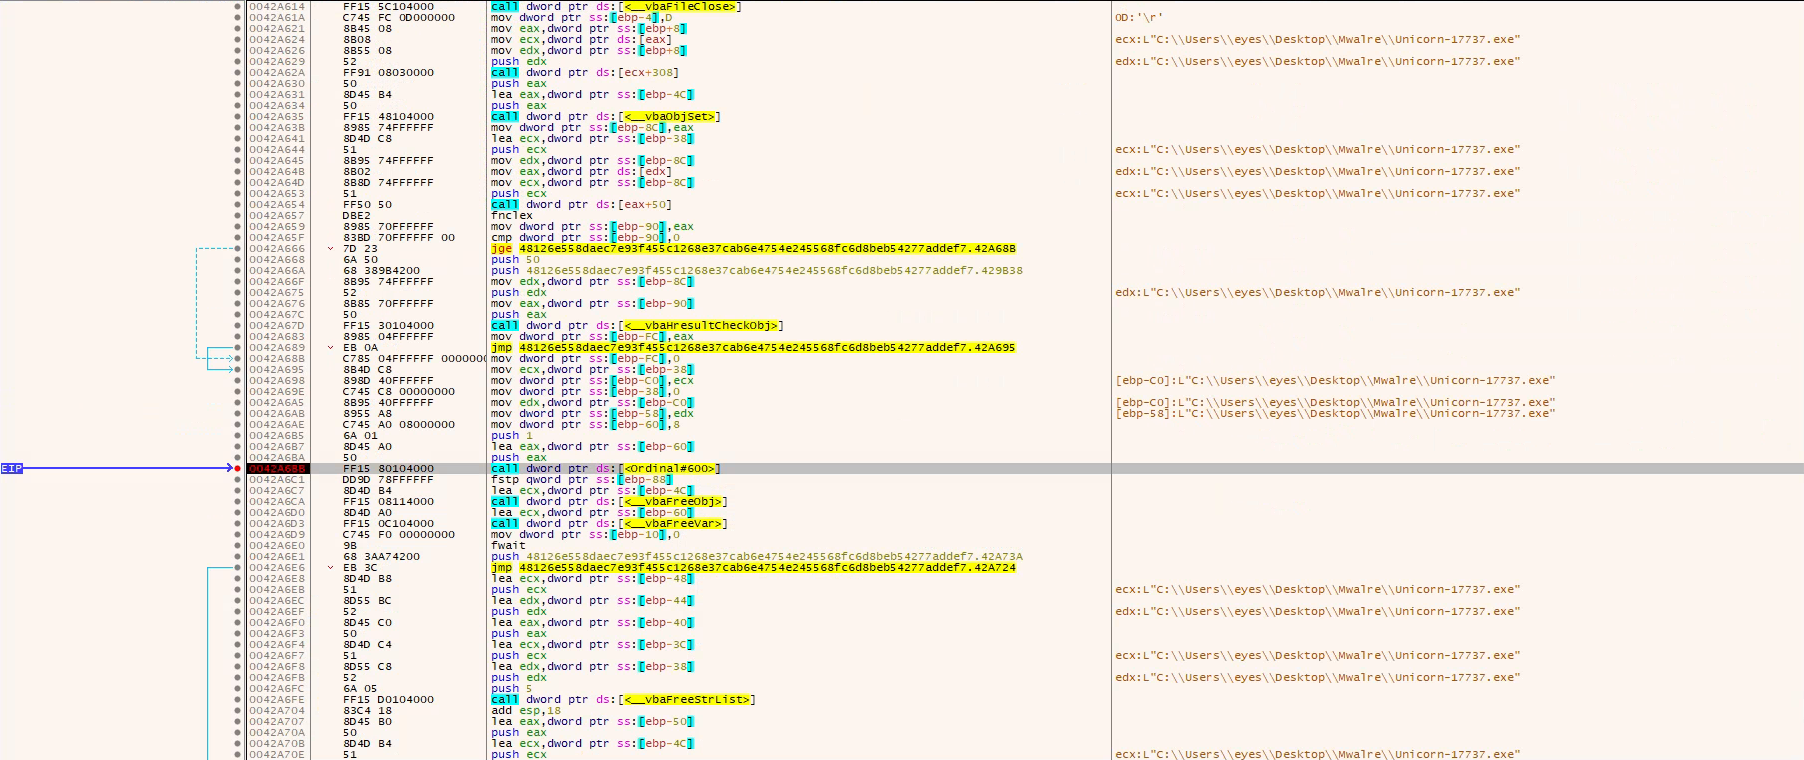 0042A614 FF15 5C104000 call dword ptr ds:[<__vbaFileClose>]
0042A61A C745 FC 0D000000 mov dword ptr ss:[ebp-4],D 0D:'\r'
0042A621 8B45 08 mov eax,dword ptr ss:[ebp+8]
0042A624 8B08 mov ecx,dword ptr ds:[eax] ecx:L"C:\\Users\\eyes\\Desktop\\Mwalre\\Unicorn-17737.exe"
0042A626 8B55 08 mov edx,dword ptr ss:[ebp+8]
0042A629 52 push edx edx:L"C:\\Users\\eyes\\Desktop\\Mwalre\\Unicorn-17737.exe"
0042A62A FF91 08030000 call dword ptr ds:[ecx+308]
0042A630 50 push eax
0042A631 8D45 B4 lea eax,dword ptr ss:[ebp-4C]
0042A634 50 push eax
0042A635 FF15 48104000 call dword ptr ds:[<__vbaObjSet>]
0042A63B 8985 74FFFFFF mov dword ptr ss:[ebp-8C],eax
0042A641 8D4D C8 lea ecx,dword ptr ss:[ebp-38]
0042A644 51 push ecx ecx:L"C:\\Users\\eyes\\Desktop\\Mwalre\\Unicorn-17737.exe"
0042A645 8B95 74FFFFFF mov edx,dword ptr ss:[ebp-8C]
0042A64B 8B02 mov eax,dword ptr ds:[edx] edx:L"C:\\Users\\eyes\\Desktop\\Mwalre\\Unicorn-17737.exe"
0042A64D 8B8D 74FFFFFF mov ecx,dword ptr ss:[ebp-8C]
0042A653 51 push ecx ecx:L"C:\\Users\\eyes\\Desktop\\Mwalre\\Unicorn-17737.exe"
0042A654 FF50 50 call dword ptr ds:[eax+50]
0042A657 DBE2 fnclex
0042A659 8985 70FFFFFF mov dword ptr ss:[ebp-90],eax
0042A65F 83BD 70FFFFFF 00 cmp dword ptr ss:[ebp-90],0
0042A666 7D 23 jge 48126e558daec7e93f455c1268e37cab6e4754e245568fc6d8beb54277addef7.42A68B
0042A668 6A 50 push 50
0042A66A 68 389B4200 push 48126e558daec7e93f455c1268e37cab6e4754e245568fc6d8beb54277addef7.429B38
0042A66F 8B95 74FFFFFF mov edx,dword ptr ss:[ebp-8C]
0042A675 52 push edx edx:L"C:\\Users\\eyes\\Desktop\\Mwalre\\Unicorn-17737.exe"
0042A676 8B85 70FFFFFF mov eax,dword ptr ss:[ebp-90]
0042A67C 50 push eax
0042A67D FF15 30104000 call dword ptr ds:[<__vbaHresultCheckObj>]
0042A683 8985 04FFFFFF mov dword ptr ss:[ebp-FC],eax
0042A689 EB 0A jmp 48126e558daec7e93f455c1268e37cab6e4754e245568fc6d8beb54277addef7.42A695
0042A68B C785 04FFFFFF 0000000 mov dword ptr ss:[ebp-FC],0
0042A695 8B4D C8 mov ecx,dword ptr ss:[ebp-38]
0042A698 898D 40FFFFFF mov dword ptr ss:[ebp-C0],ecx [ebp-C0]:L"C:\\Users\\eyes\\Desktop\\Mwalre\\Unicorn-17737.exe"
0042A69E C745 C8 00000000 mov dword ptr ss:[ebp-38],0
0042A6A5 8B95 40FFFFFF mov edx,dword ptr ss:[ebp-C0] [ebp-C0]:L"C:\\Users\\eyes\\Desktop\\Mwalre\\Unicorn-17737.exe"
0042A6AB 8955 A8 mov dword ptr ss:[ebp-58],edx [ebp-58]:L"C:\\Users\\eyes\\Desktop\\Mwalre\\Unicorn-17737.exe"
0042A6AE C745 A0 08000000 mov dword ptr ss:[ebp-60],8
0042A6B5 6A 01 push 1
0042A6B7 8D45 A0 lea eax,dword ptr ss:[ebp-60]
0042A6BA 50 push eax
EIP 0042A6BB FF15 80104000 call dword ptr ds:[<Ordinal#600>]
0042A6C1 DD9D 78FFFFFF fstp qword ptr ss:[ebp-88]
0042A6C7 8D4D B4 lea ecx,dword ptr ss:[ebp-4C]
0042A6CA FF15 08114000 call dword ptr ds:[<__vbaFreeObj>]
0042A6D0 8D4D A0 lea ecx,dword ptr ss:[ebp-60]
0042A6D3 FF15 0C104000 call dword ptr ds:[<__vbaFreeVar>]
0042A6D9 C745 F0 00000000 mov dword ptr ss:[ebp-10],0
0042A6E0 9B fwait
0042A6E1 68 3AA74200 push 48126e558daec7e93f455c1268e37cab6e4754e245568fc6d8beb54277addef7.42A73A
0042A6E6 EB 3C jmp 48126e558daec7e93f455c1268e37cab6e4754e245568fc6d8beb54277addef7.42A724
0042A6E8 8D4D B8 lea ecx,dword ptr ss:[ebp-48]
0042A6EB 51 push ecx ecx:L"C:\\Users\\eyes\\Desktop\\Mwalre\\Unicorn-17737.exe"
0042A6EC 8D55 BC lea edx,dword ptr ss:[ebp-44]
0042A6EF 52 push edx edx:L"C:\\Users\\eyes\\Desktop\\Mwalre\\Unicorn-17737.exe"
0042A6F0 8D45 C0 lea eax,dword ptr ss:[ebp-40]
0042A6F3 50 push eax
0042A6F4 8D4D C4 lea ecx,dword ptr ss:[ebp-3C]
0042A6F7 51 push ecx ecx:L"C:\\Users\\eyes\\Desktop\\Mwalre\\Unicorn-17737.exe"
0042A6F8 8D55 C8 lea edx,dword ptr ss:[ebp-38]
0042A6FB 52 push edx edx:L"C:\\Users\\eyes\\Desktop\\Mwalre\\Unicorn-17737.exe"
0042A6FC 6A 05 push 5
0042A6FE FF15 D0104000 call dword ptr ds:[<__vbaFreeStrList>]
0042A704 83C4 18 add esp,18
0042A707 8D45 B0 lea eax,dword ptr ss:[ebp-50]
0042A70A 50 push eax
0042A70B 8D4D B4 lea ecx,dword ptr ss:[ebp-4C]
0042A70E 51 push ecx ecx:L"C:\\Users\\eyes\\Desktop\\Mwalre\\Unicorn-17737.exe"